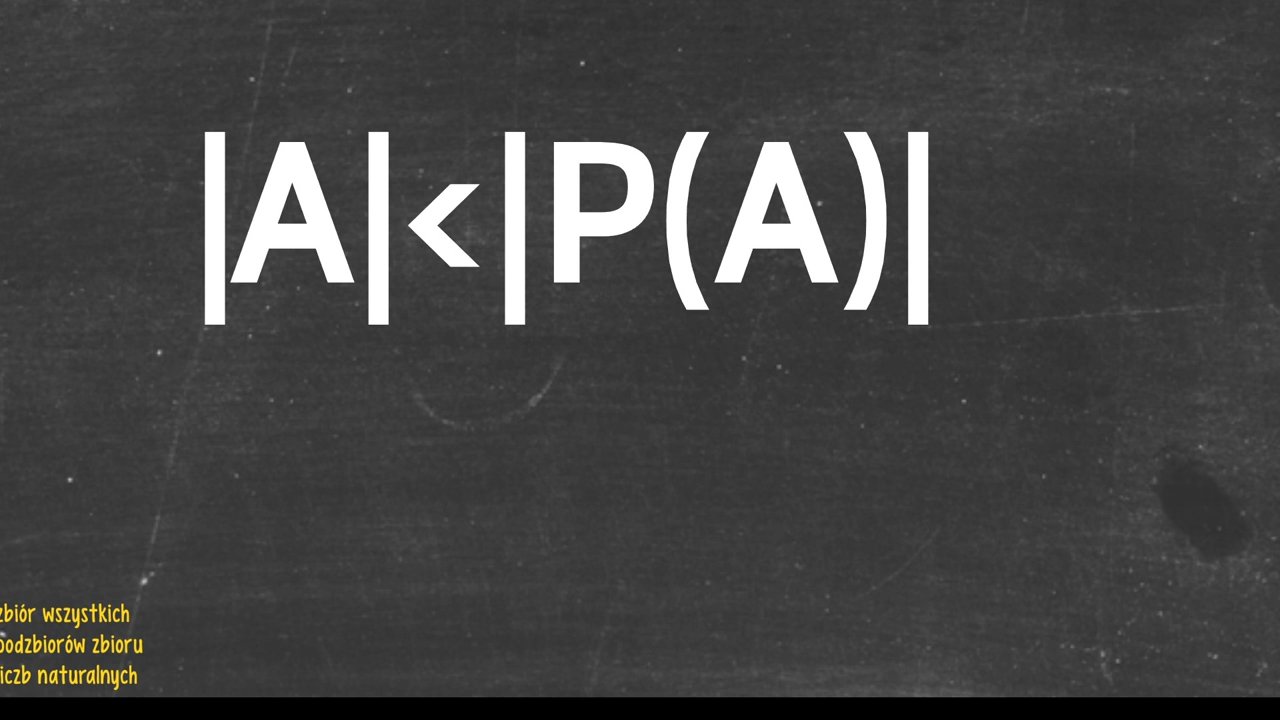 |A|<|P(A)|
zbiór wszystkich
podzbiorów zbioru
liczb naturalnych